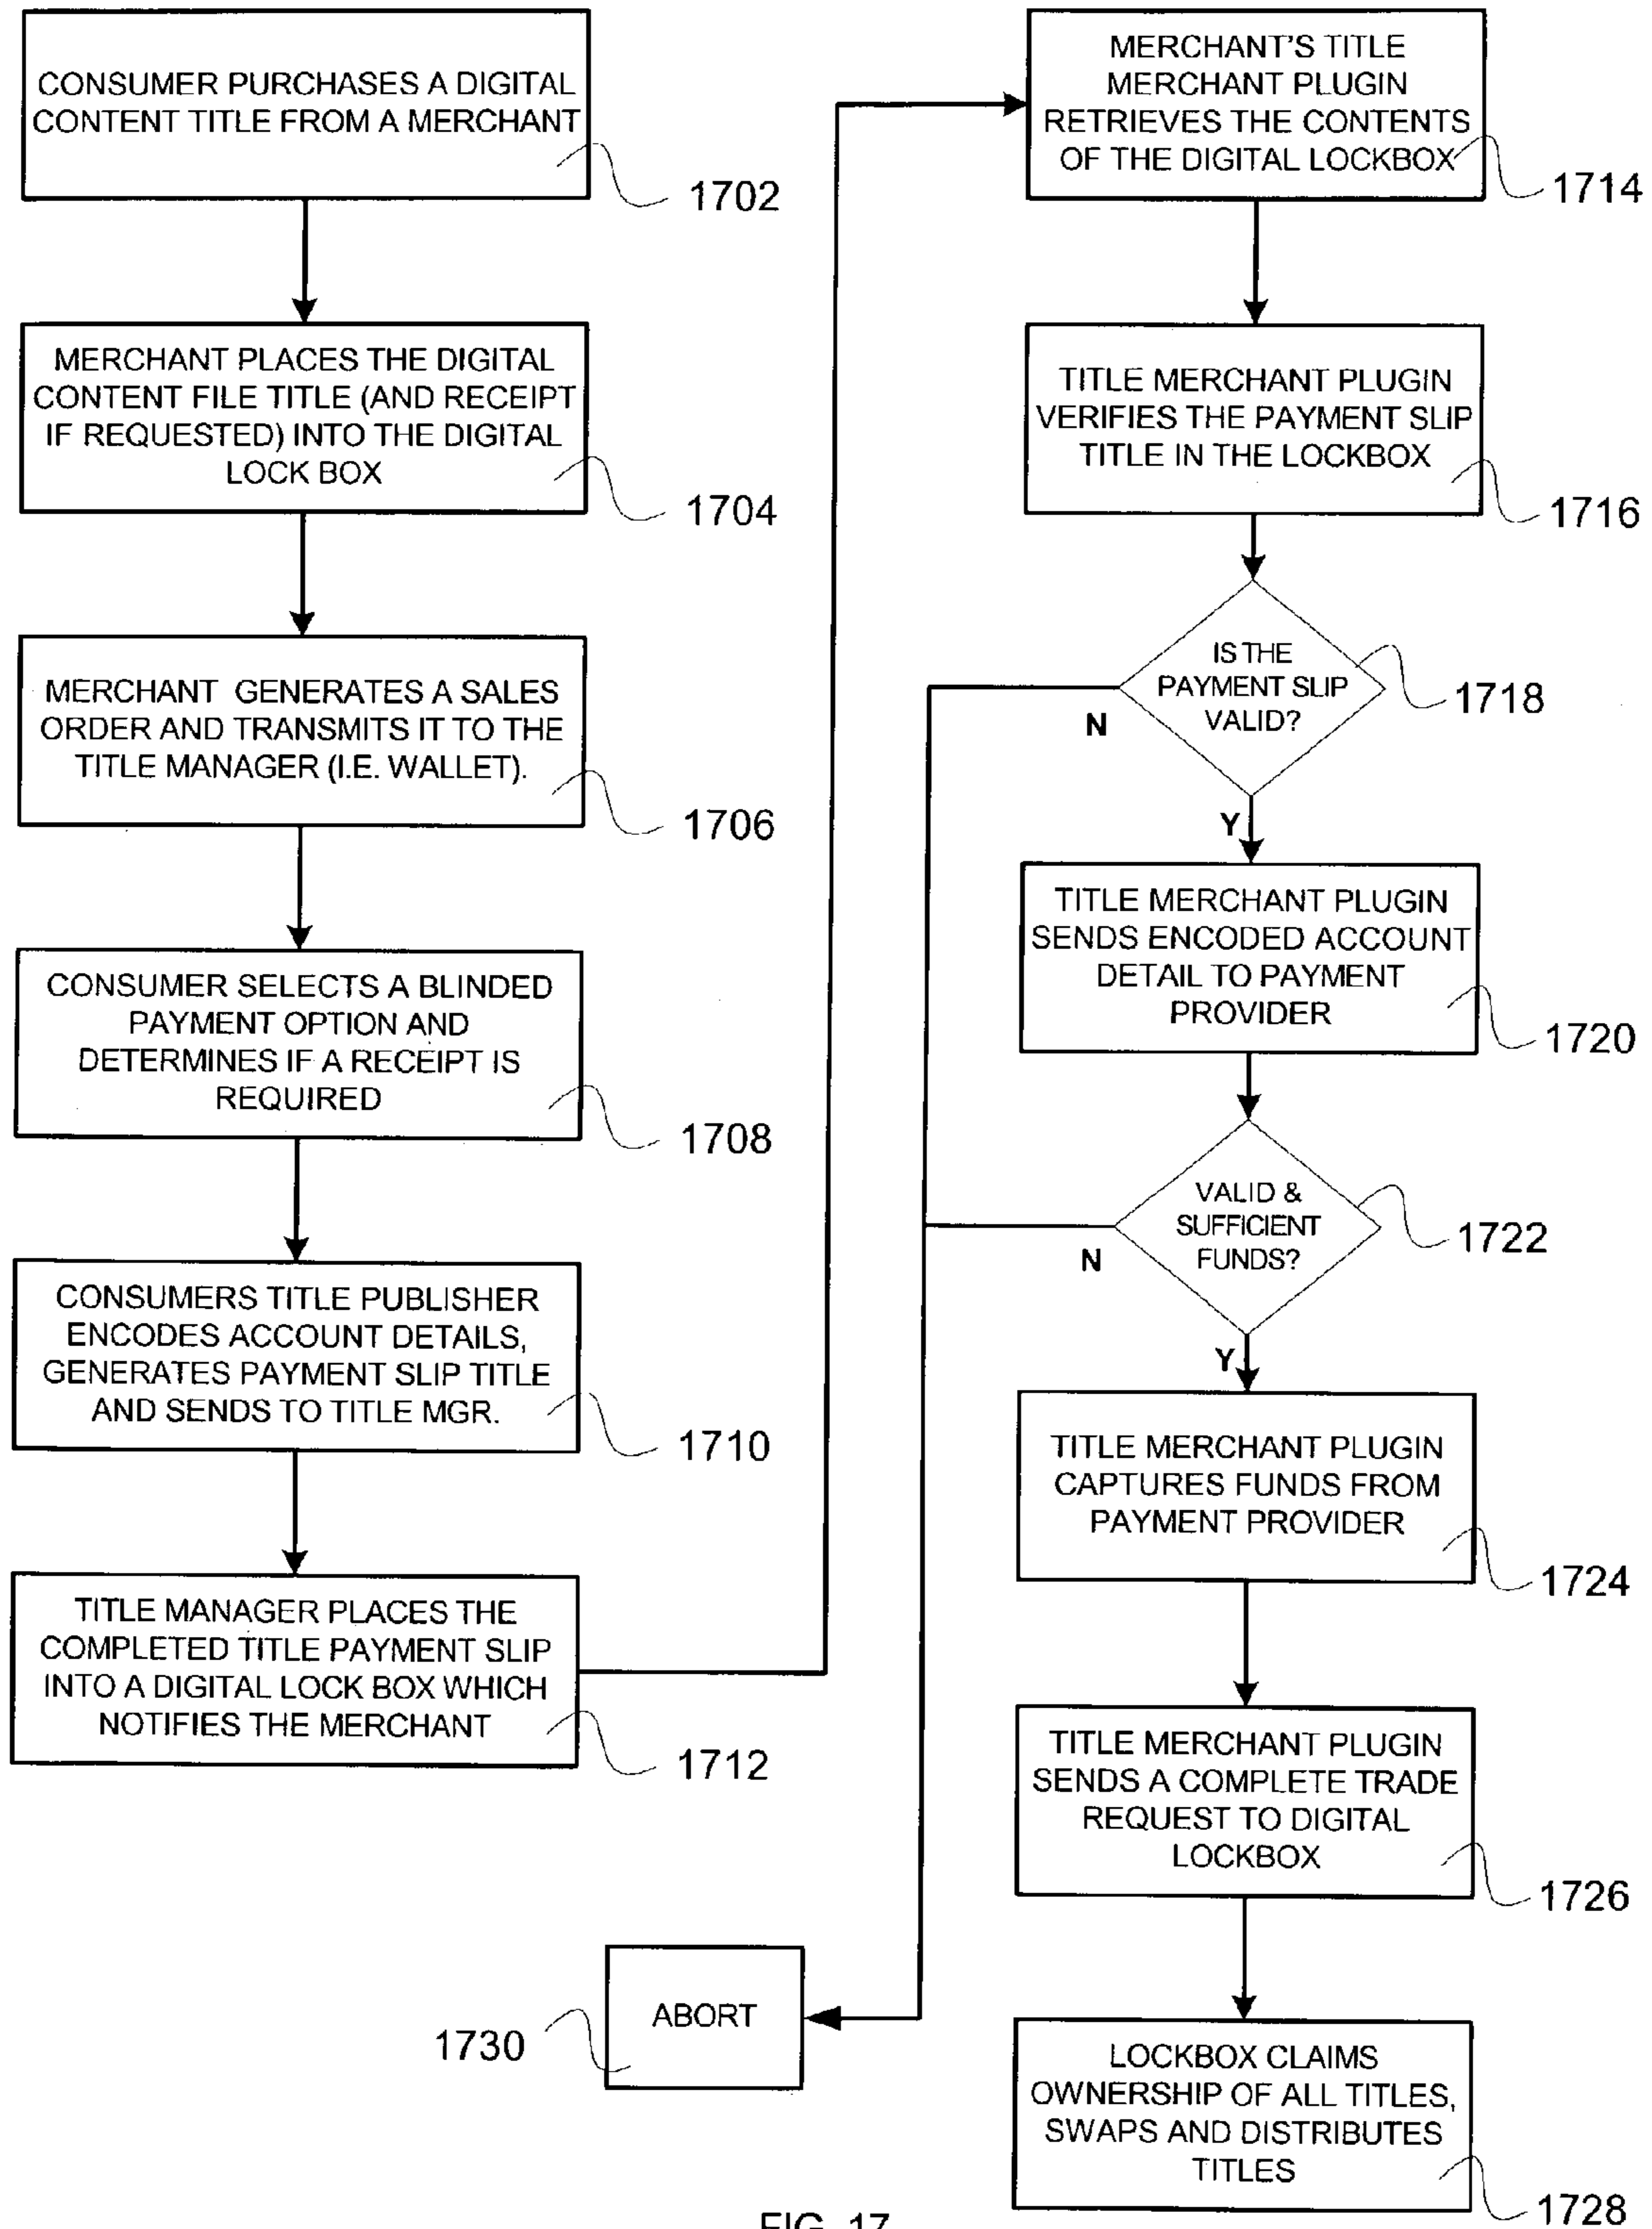 CONSUMER PURCHASES A DIGITAL
CONTENT TITLE FROM A MERCHANT
1702
MERCHANT PLACES THE DIGITAL
CONTENT FILE TITLE (AND RECEIPT
IF REQUESTED) INTO THE DIGITAL
LOCK BOX
1704
MERCHANT GENERATES A SALES
ORDER AND TRANSMITS IT TO THE
TITLE MANAGER (I.E. WALLET).
1706
CONSUMER SELECTS A BLINDED
PAYMENT OPTION AND
DETERMINES IF A RECEIPT IS
REQUIRED
1708
CONSUMERS TITLE PUBLISHER
ENCODES ACCOUNT DETAILS,
GENERATES PAYMENT SLIP TITLE
AND SENDS TO TITLE MGR.
1710
TITLE MANAGER PLACES THE
COMPLETED TITLE PAYMENT SLIP
INTO A DIGITAL LOCK BOX WHICH
NOTIFIES THE MERCHANT
1712
MERCHANT'S TITLE
MERCHANT PLUGIN
RETRIEVES THE CONTENTS
OF THE DIGITAL LOCKBOX
1714
TITLE MERCHANT PLUGIN
VERIFIES THE PAYMENT SLIP
TITLE IN THE LOCKBOX
1716
IS THE
PAYMENT SLIP
VALID?
1718
N
Y
TITLE MERCHANT PLUGIN
SENDS ENCODED ACCOUNT
DETAIL TO PAYMENT
PROVIDER
1720
VALID &
SUFFICIENT
FUNDS?
1722
N
Y
TITLE MERCHANT PLUGIN
CAPTURES FUNDS FROM
PAYMENT PROVIDER
1724
TITLE MERCHANT PLUGIN
SENDS A COMPLETE TRADE
REQUEST TO DIGITAL
LOCKBOX
1726
ABORT
1730
LOCKBOX CLAIMS
OWNERSHIP OF ALL TITLES,
SWAPS AND DISTRIBUTES
TITLES
1728
FIG. 17